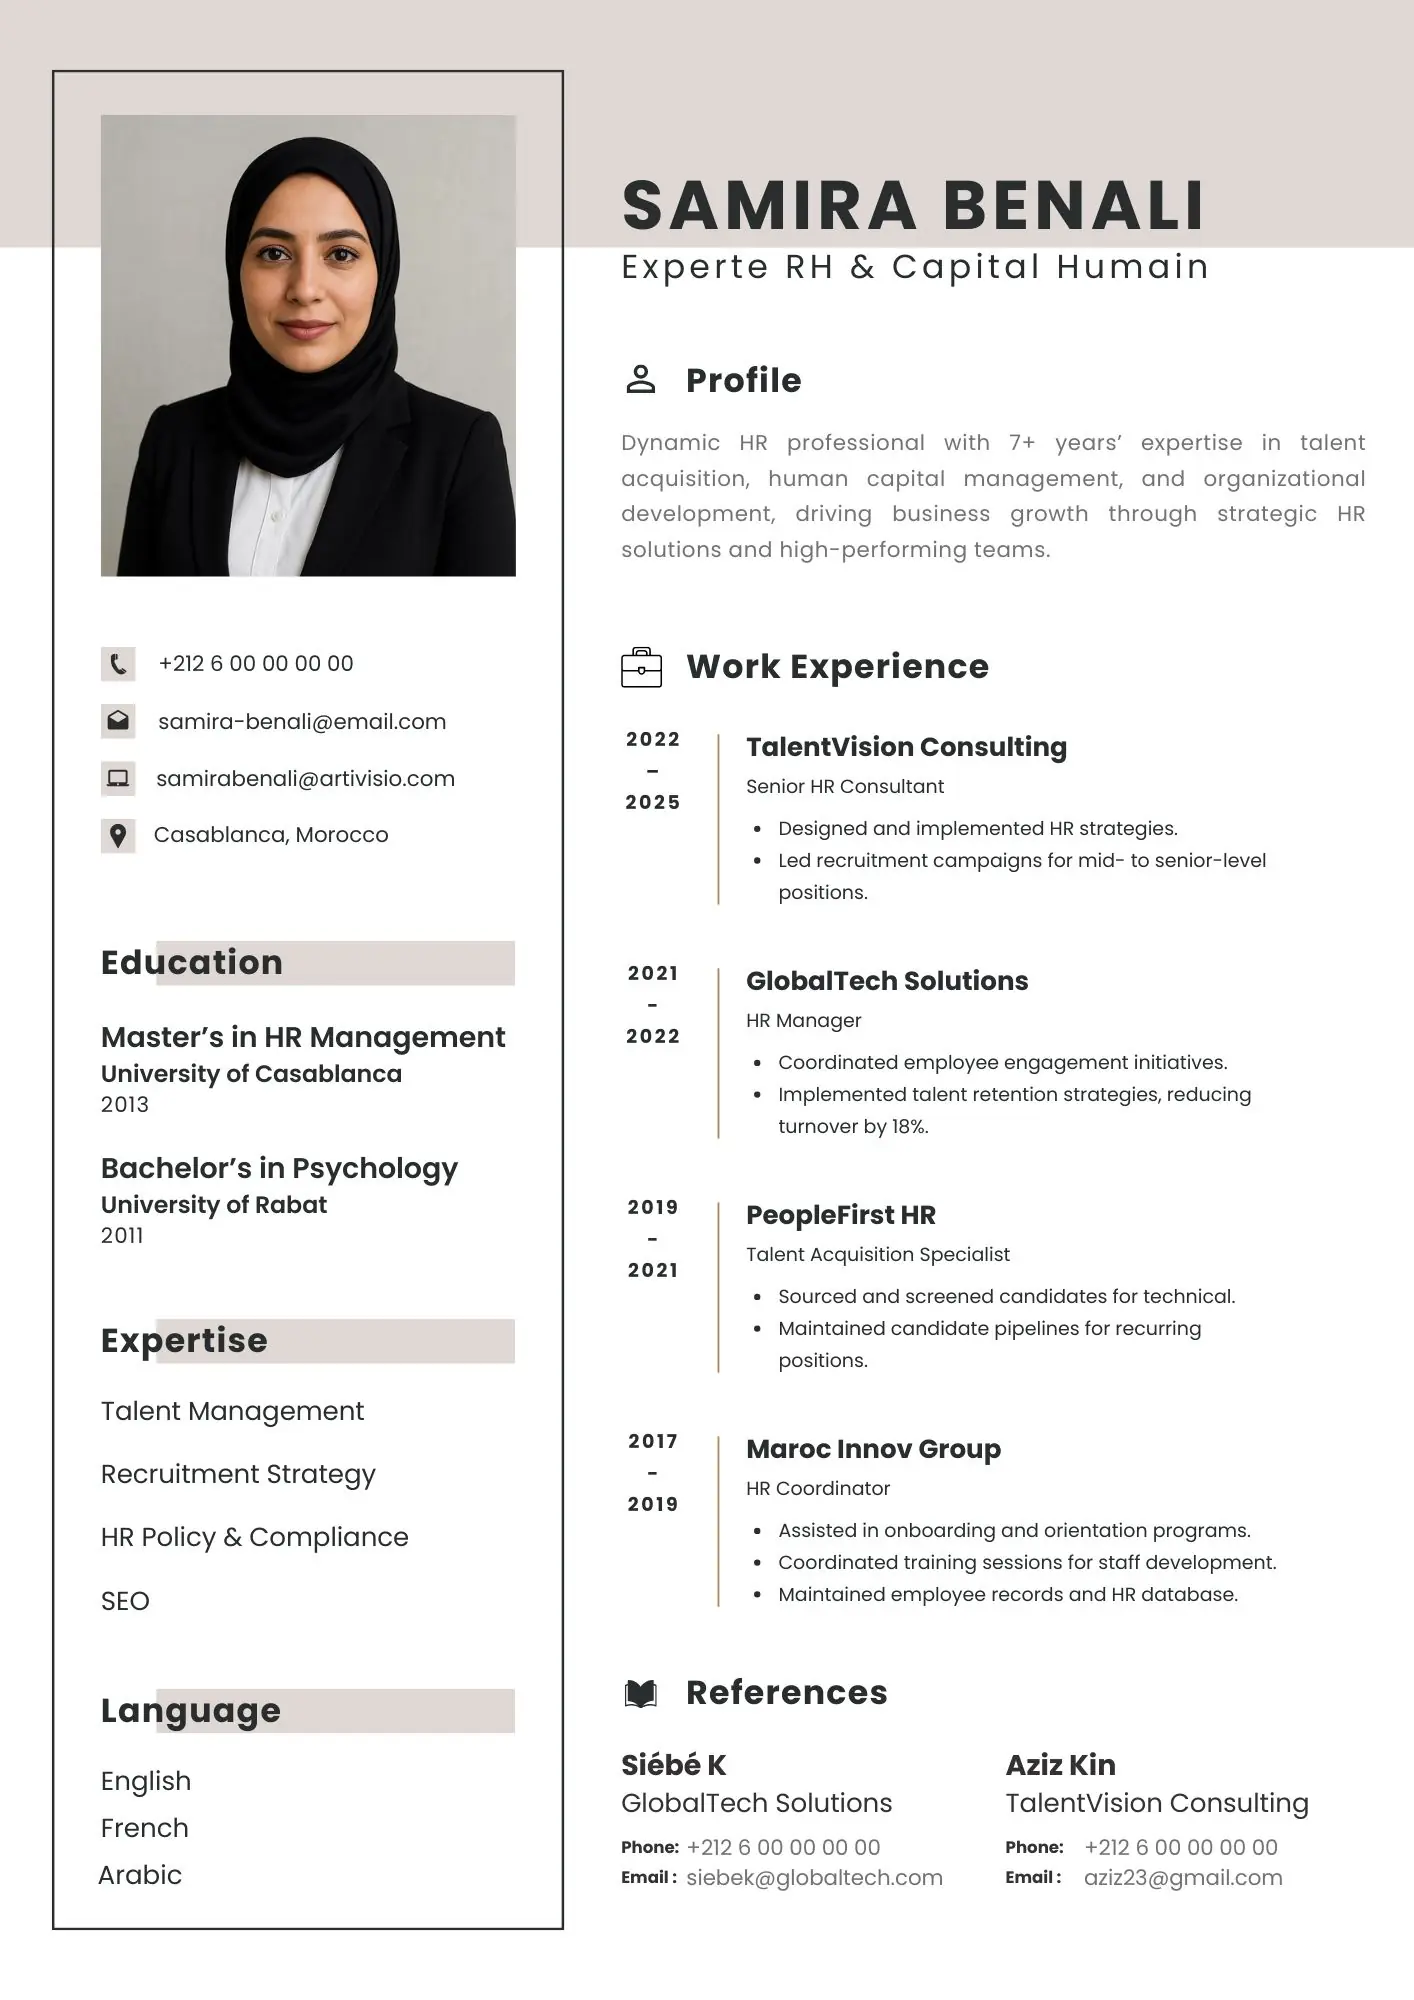 SAMIRA BENALI
Experte RH & Capital Humain
+212 6 00 00 00 00
samira-benali@email.com
samirabenali@artivisio.com
Casablanca, Morocco
Education
Master’s in HR Management
University of Casablanca
2013
Bachelor’s in Psychology
University of Rabat
2011
Expertise
Talent Management
Recruitment Strategy
HR Policy & Compliance
SEO
Language
English
French
Arabic
Profile
Dynamic HR professional with 7+ years’ expertise in talent
acquisition, human capital management, and organizational
development, driving business growth through strategic HR
solutions and high-performing teams.
Work Experience
2022
-
2025
TalentVision Consulting
Senior HR Consultant
• Designed and implemented HR strategies.
• Led recruitment campaigns for mid- to senior-level
positions.
2021
-
2022
GlobalTech Solutions
HR Manager
• Coordinated employee engagement initiatives.
• Implemented talent retention strategies, reducing
turnover by 18%.
2019
-
2021
PeopleFirst HR
Talent Acquisition Specialist
• Sourced and screened candidates for technical.
• Maintained candidate pipelines for recurring
positions.
2017
-
2019
Maroc Innov Group
HR Coordinator
• Assisted in onboarding and orientation programs.
• Coordinated training sessions for staff development.
• Maintained employee records and HR database.
References
Siébé K
GlobalTech Solutions
Phone: +212 6 00 00 00 00
Email : siebek@globaltech.com
Aziz Kin
TalentVision Consulting
Phone: +212 6 00 00 00 00
Email : aziz23@gmail.com